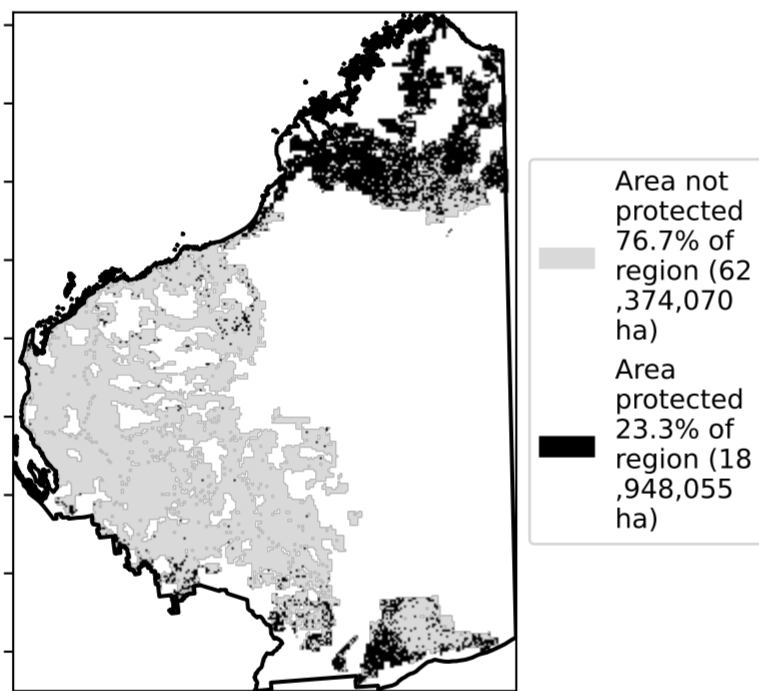 Area not
protected
76.7% of
region (62
,374,070
ha)
Area
protected
23.3% of
region (18
,948,055
ha)